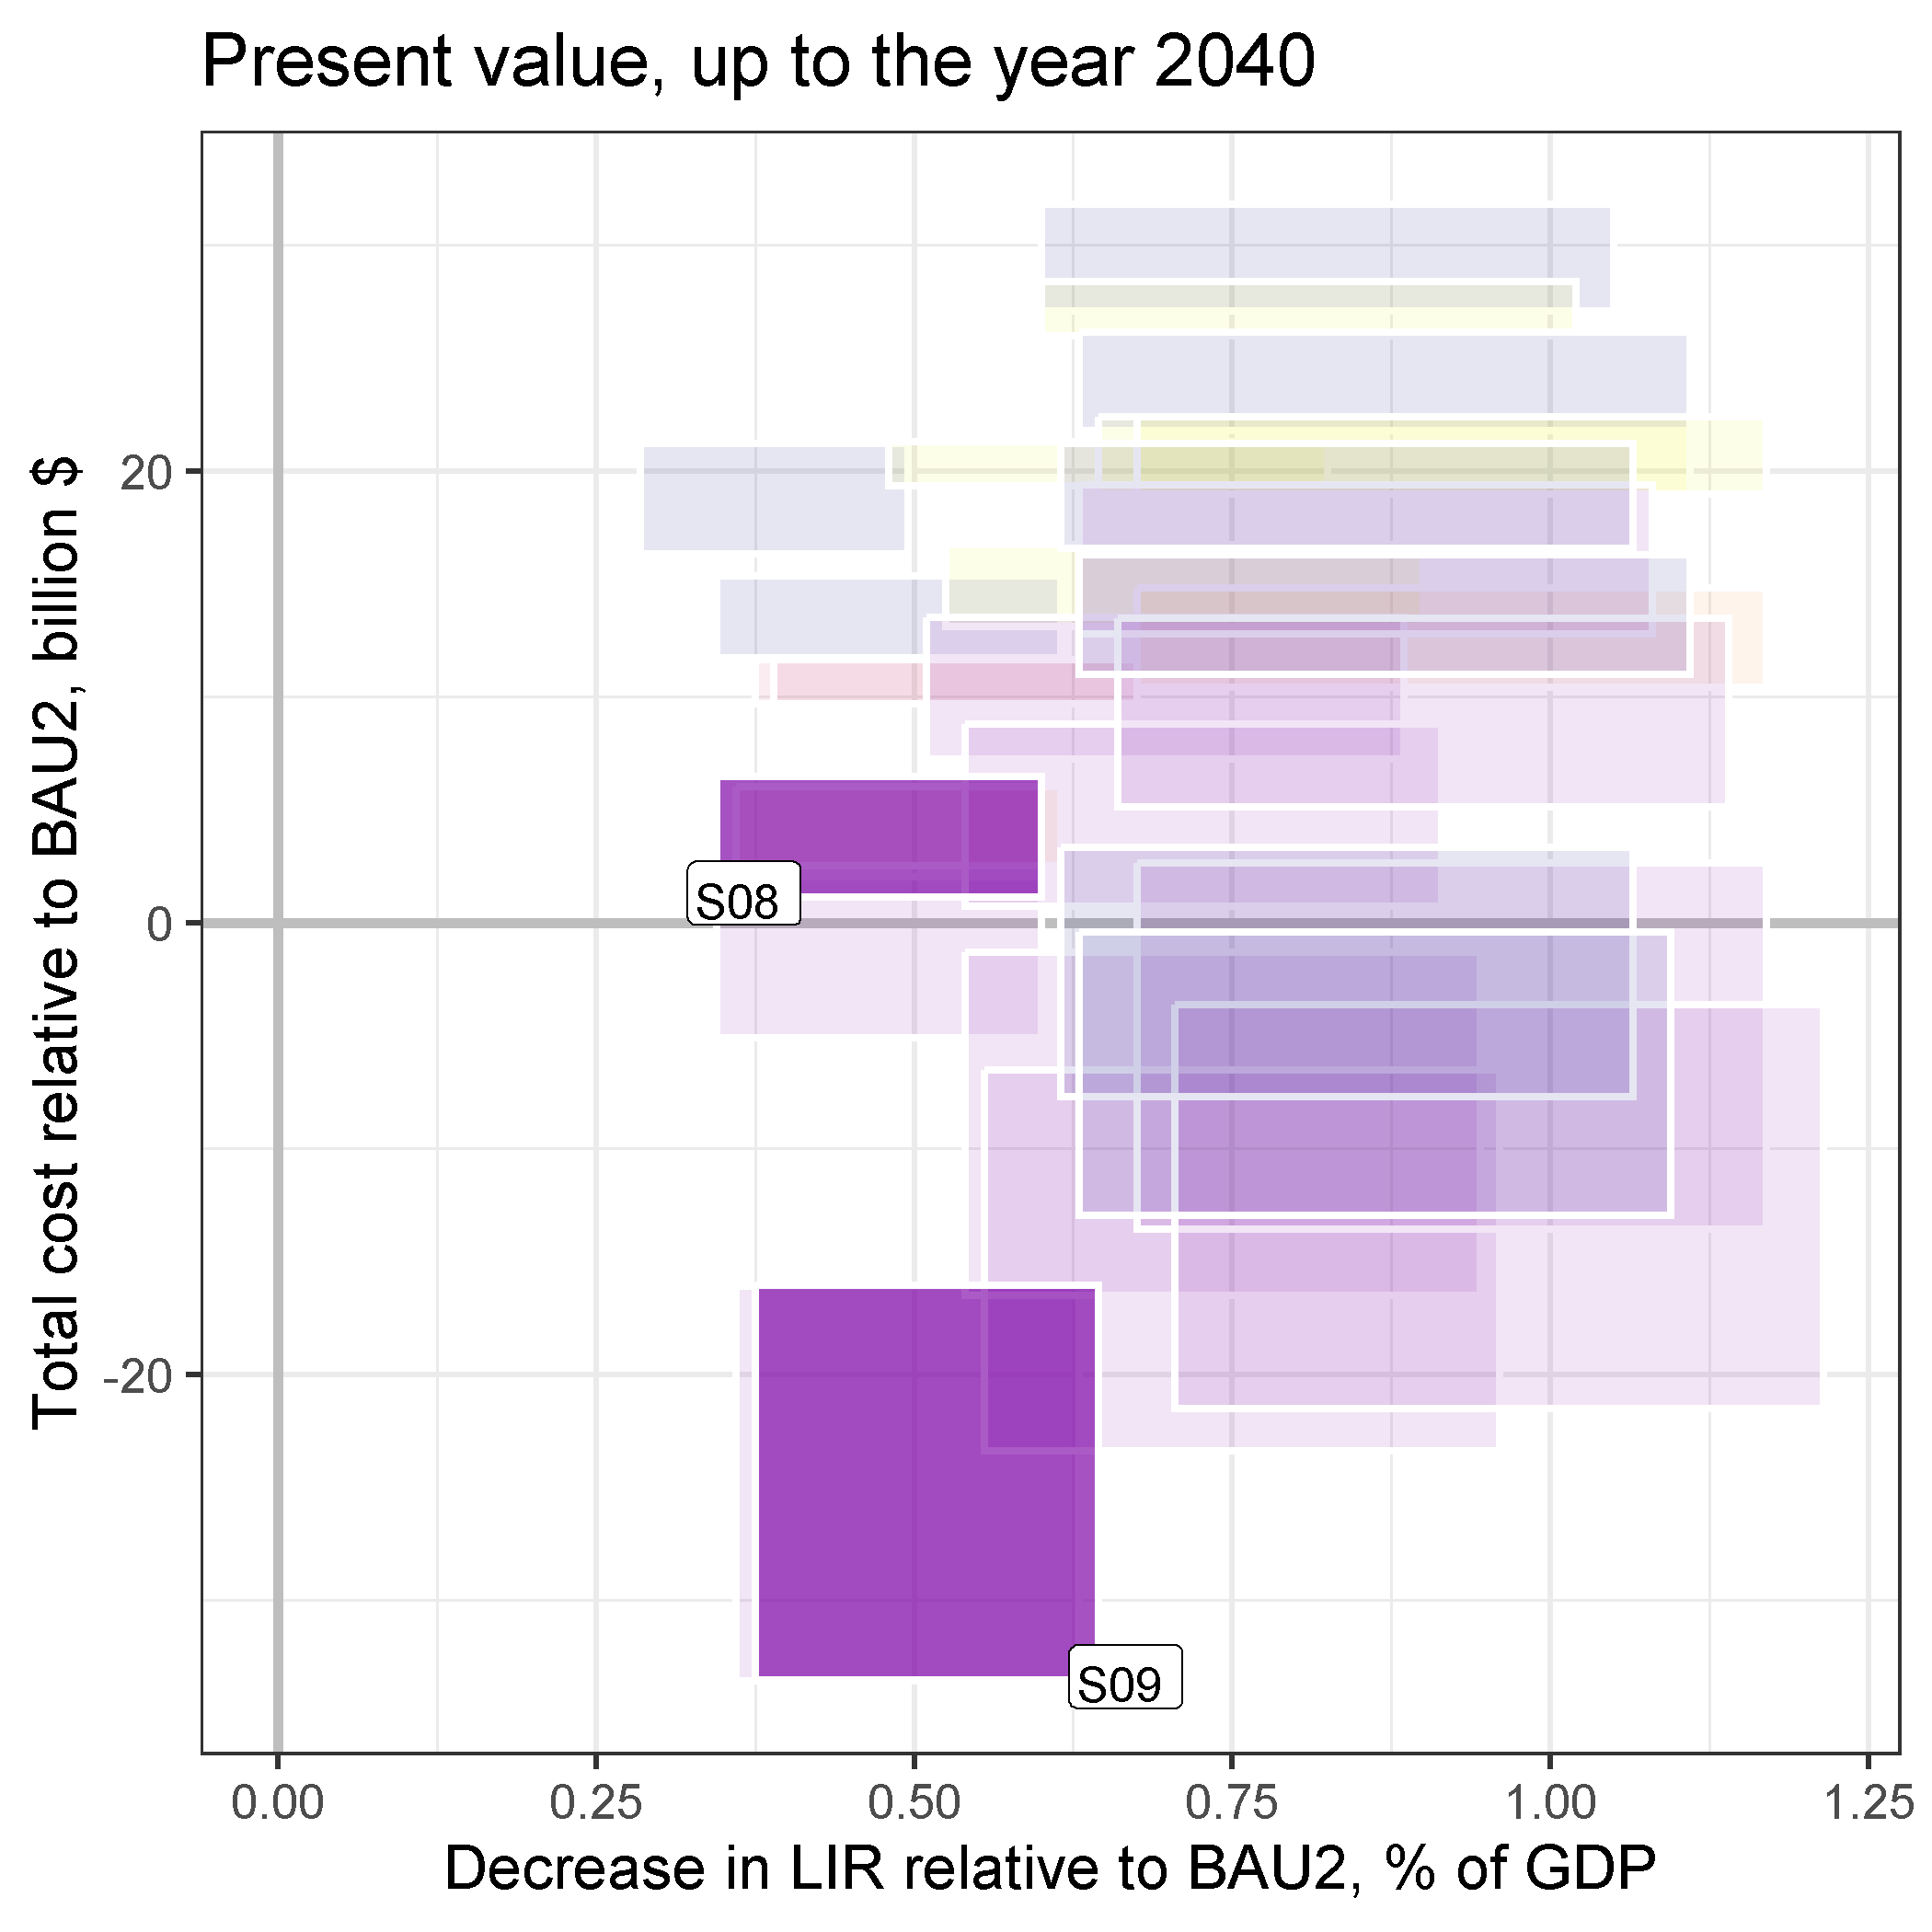 Present value, up to the year 2040
Total cost relative to BAU2, billion $
20
0
-20
S08
S09
0.00 0.25 0.50 0.75 1.00 1.25
Decrease in LIR relative to BAU2, % of GDP